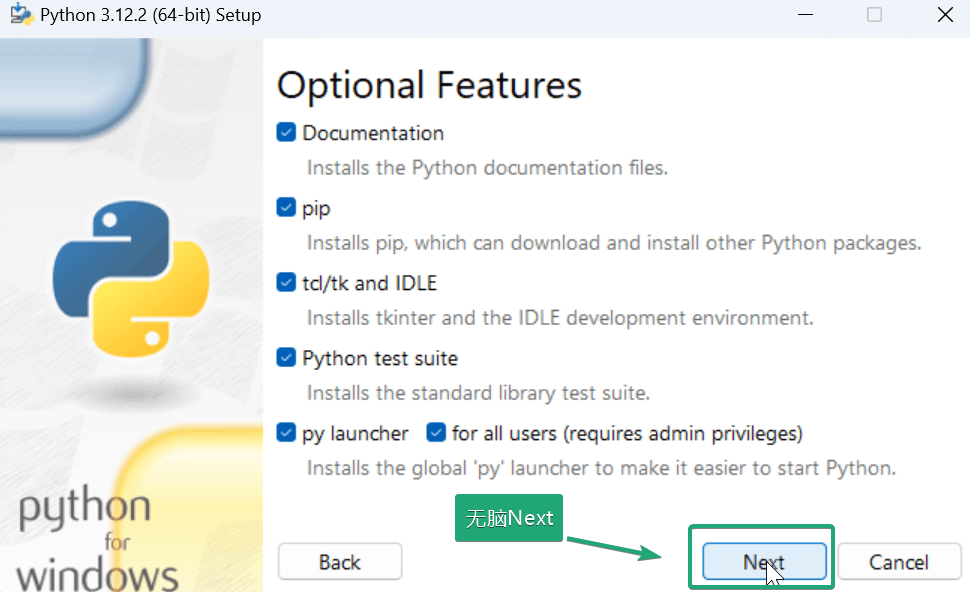 Python 3.12.2 (64-bit) Setup
Optional Features
Documentation
Installs the Python documentation files.
pip
Installs pip, which can download and install other Python packages.
tcl/tk and IDLE
Installs tkinter and the IDLE development environment.
Python test suite
Installs the standard library test suite.
py launcher for all users (requires admin privileges)
Installs the global 'py' launcher to make it easier to start Python.
python
for
windows
无脑Next
Back Next Cancel